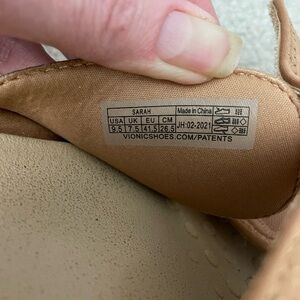 SARAH
Made in China
USA UK EU CM
9.5 7.5 41.5 26.5
JH:02-2021
VIONICSHOES.COM/PATENTS